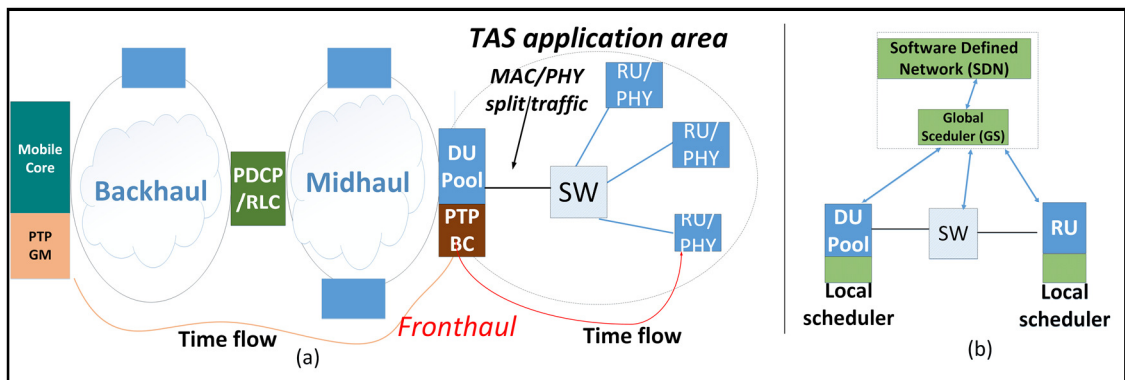 TAS application area
MAC/PHY
split traffic
RU/
PHY
Mobile
Core
PTP
GM
Backhaul
PDCP
/RLC
Midhaul
DU
Pool
PTP
BC
SW
RU/
PHY
RU/
PHY
Fronthaul
Time flow
Time flow
(a)
Software Defined
Network (SDN)
Global
Sceduler (GS)
DU
Pool
SW
RU
Local
scheduler
Local
scheduler
(b)